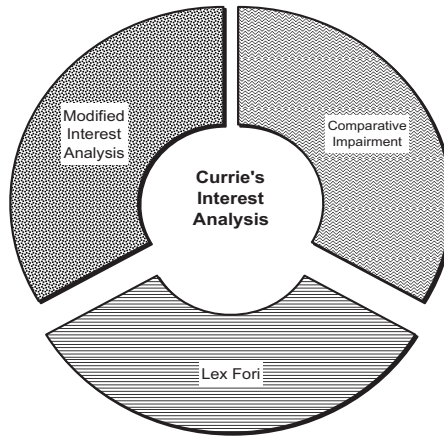 Modified
Interest
Analysis
Comparative
Impairment
Currie's
Interest
Analysis
Lex Fori